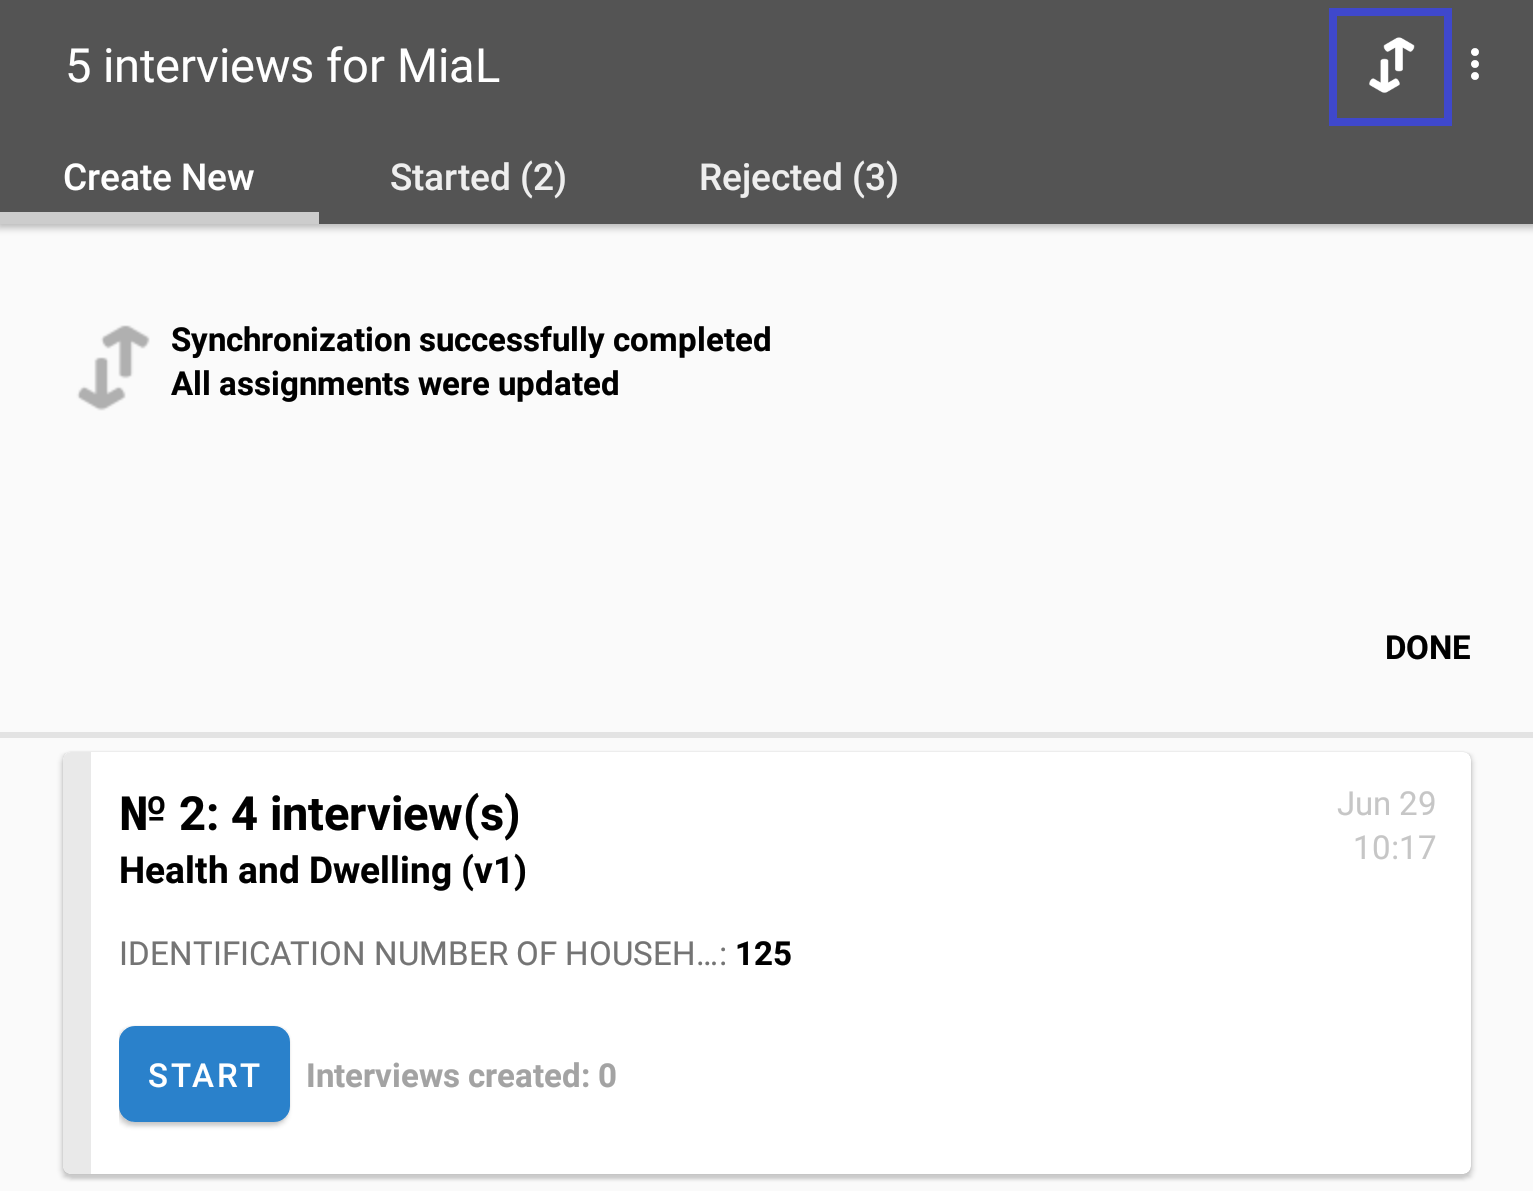 5 interviews for MiaL
Create New
Started (2)
Rejected (3)
Synchronization successfully completed
All assignments were updated
DONE
№ 2: 4 interview(s)
Jun 29
10:17
Health and Dwelling (v1)
IDENTIFICATION NUMBER OF HOUSEH...: 125
START
Interviews created: 0